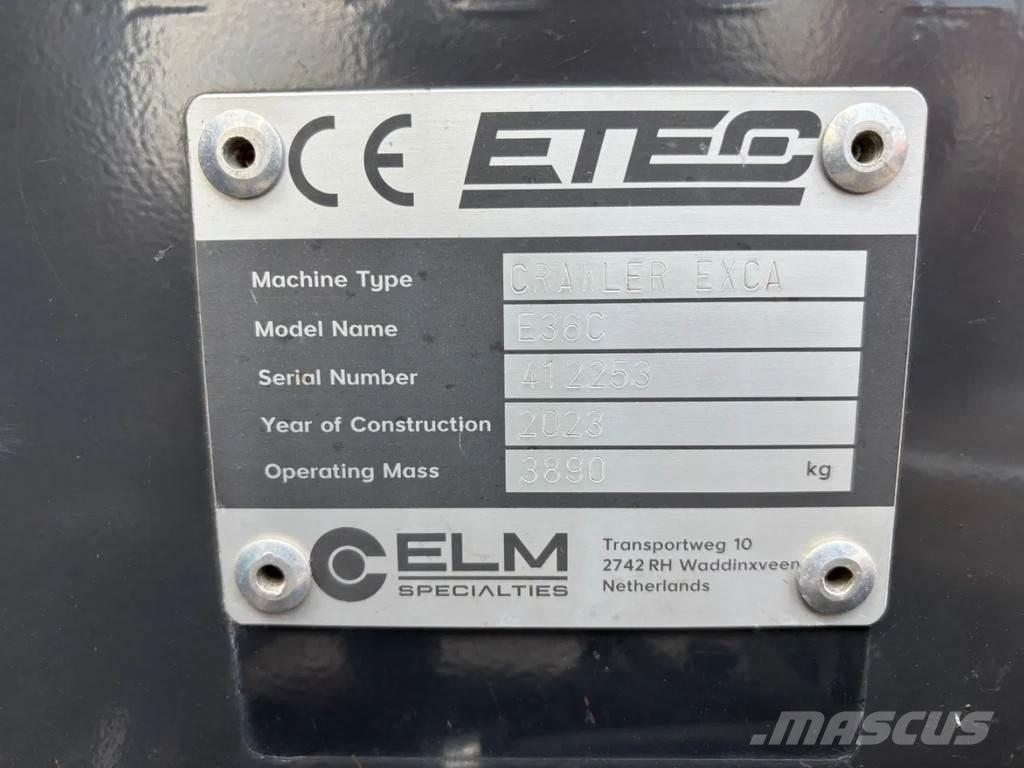 CE ETEC
Machine Type CRAWLER EXCA
Model Name E36C
Serial Number 412253
Year of Construction 2023
Operating Mass 3890 kg
ELM
SPECIALTIES
Transportweg 10
2742 RH Waddinxveen
Netherlands
MASCUS